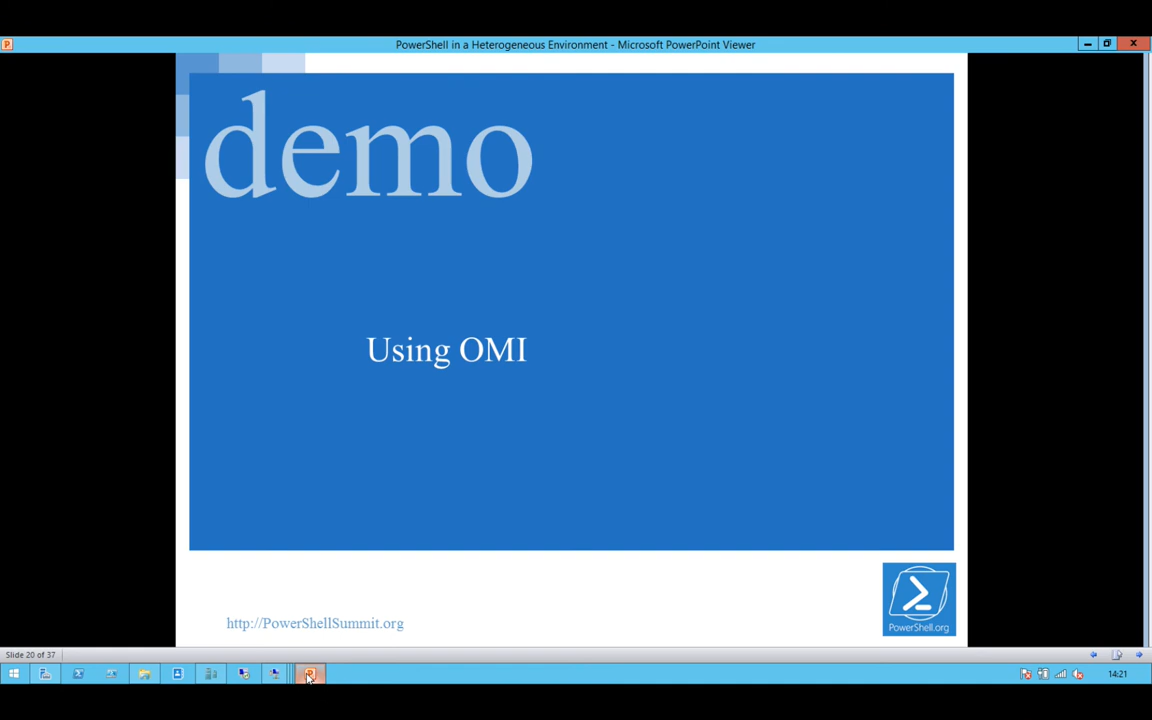 PowerShell in a Heterogeneous Environment - Microsoft PowerPoint Viewer
demo
Using OMI
http://PowerShellSummit.org
PowerShell.org
Slide 20 of 37
14:21